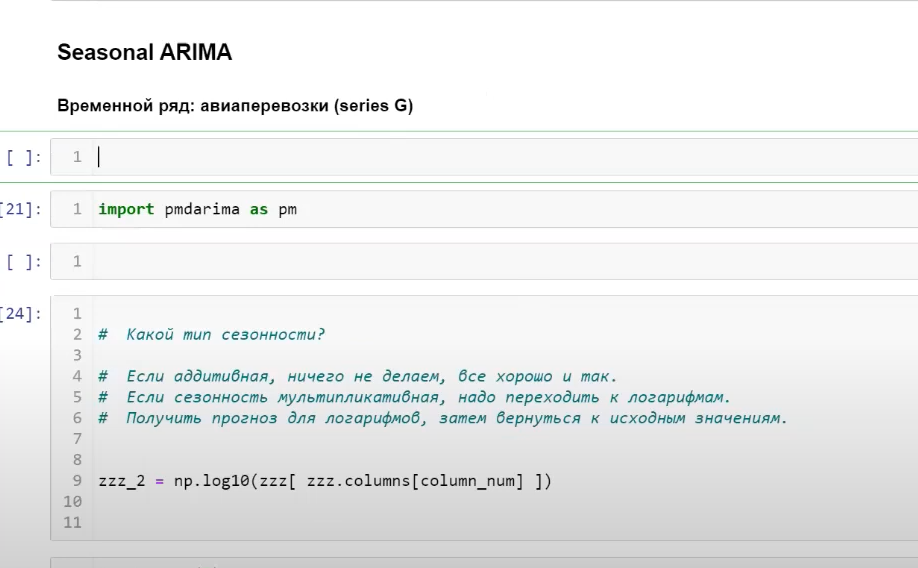 Seasonal ARIMA
Временной ряд: авиаперевозки (series G)
[ ]: 1
[21]: 1 import pmdarima as pm
[ ]: 1
[24]: 1
2 # Какой тип сезонности?
3
4 # Если аддитивная, ничего не делаем, все хорошо и так.
5 # Если сезонность мультипликативная, надо переходить к логарифмам.
6 # Получить прогноз для логарифмов, затем вернуться к исходным значениям.
7
8
9 zzz_2 = np.log10(zzz[ zzz.columns[column_num] ])
10
11